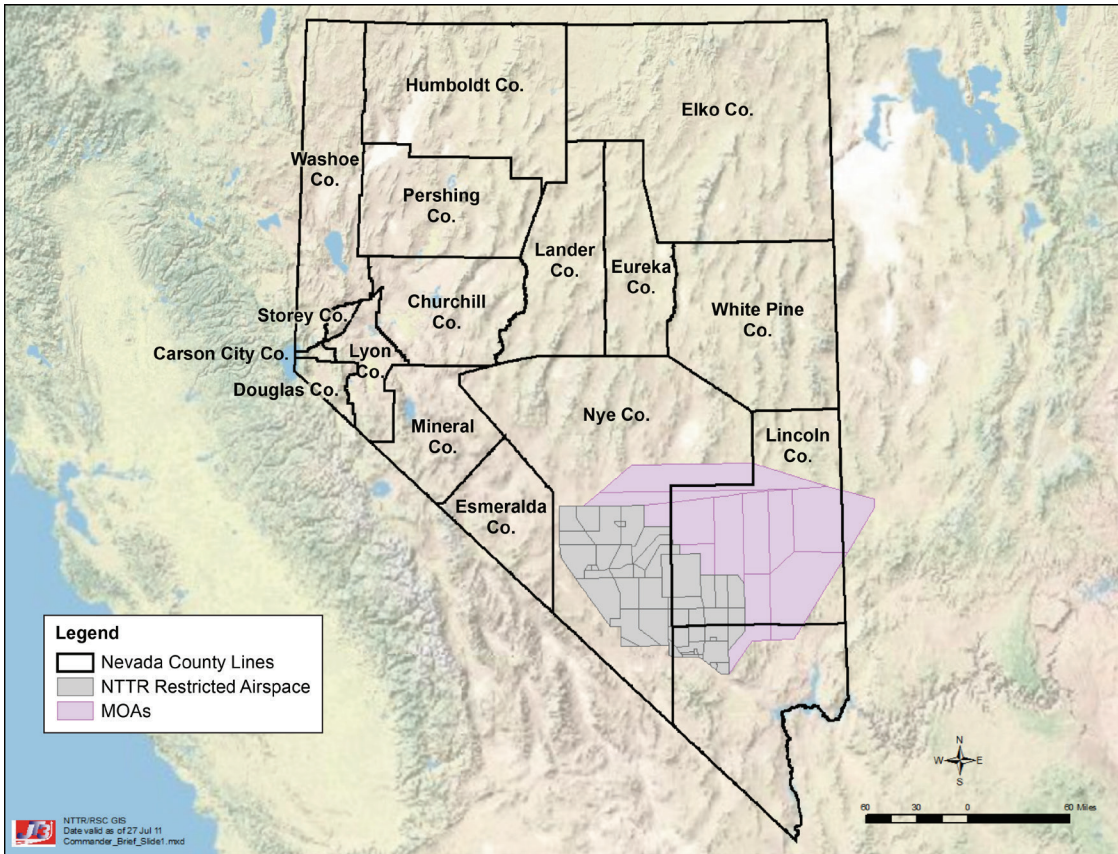 Humboldt Co.
Elko Co.
Washoe
Co.
Pershing
Co.
Lander
Co.
Eureka
Co.
Churchill
Co.
White Pine
Co.
Storey Co.
Lyon
Co.
Carson City Co.
Douglas Co.
Mineral
Co.
Nye Co.
Lincoln
Co.
Esmeralda
Co.
Legend
Nevada County Lines
NTTR Restricted Airspace
MOAs
N
W E
S
60 30 0 60 Miles
NTTR/RSC GIS
Date valid as of 27 Jul 11
Commander_Brief_Slide1.mxd